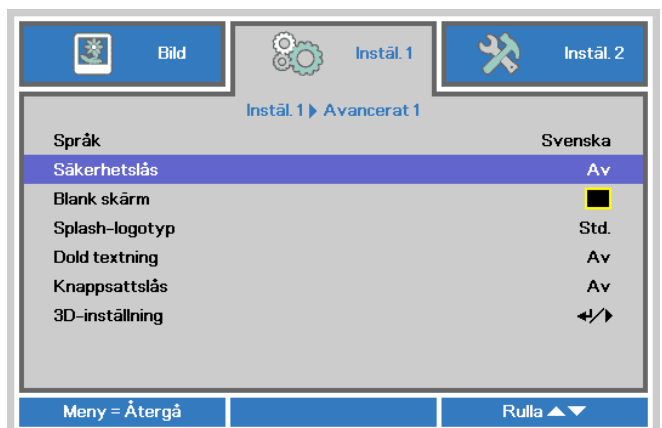 Bild
Instäl. 1
Instäl. 2
Instäl. 1 Avancerat 1
Språk Svenska
Säkerhetslås Av
Blank skärm
Splash-logotyp Std.
Dold textning Av
Knappsattslås Av
3D-inställning
Meny = Återgå Rulla